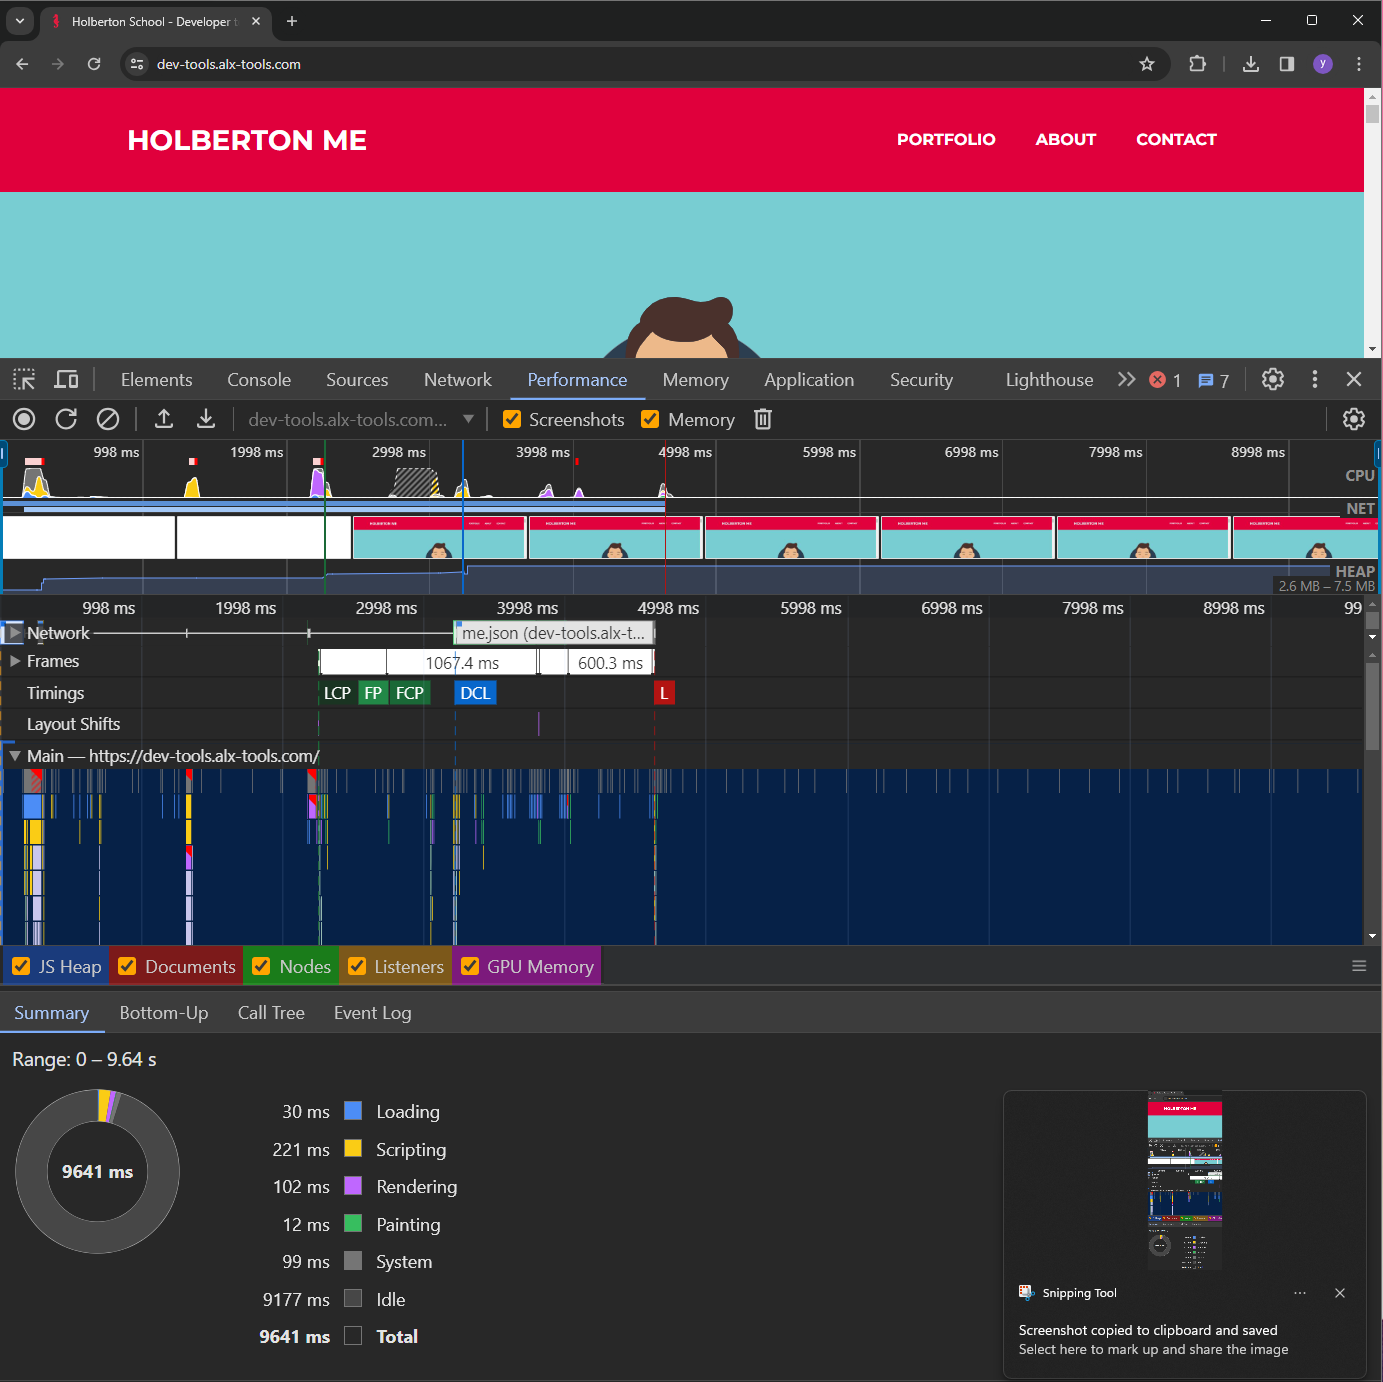 Holberton School - Developer t
dev-tools.alx-tools.com
y
HOLBERTON ME
PORTFOLIO ABOUT CONTACT
Elements Console Sources Network Performance Memory Application Security Lighthouse 1 7
dev-tools.alx-tools.com... Screenshots Memory
998 ms 1998 ms 2998 ms 3998 ms 4998 ms 5998 ms 6998 ms 7998 ms 8998 ms
CPU
NET
HEAP
2.6 MB – 7.5 MB
998 ms 1998 ms 2998 ms 3998 ms 4998 ms 5998 ms 6998 ms 7998 ms 8998 ms 99
Network me.json (dev-tools.alx-t...
Frames 1067.4 ms 600.3 ms
Timings LCP FP FCP DCL L
Layout Shifts
Main — https://dev-tools.alx-tools.com/
JS Heap Documents Nodes Listeners GPU Memory
Summary Bottom-Up Call Tree Event Log
Range: 0 – 9.64 s
9641 ms
30 ms Loading
221 ms Scripting
102 ms Rendering
12 ms Painting
99 ms System
9177 ms Idle
9641 ms Total
HOLBERTON ME
Snipping Tool
Screenshot copied to clipboard and saved
Select here to mark up and share the image